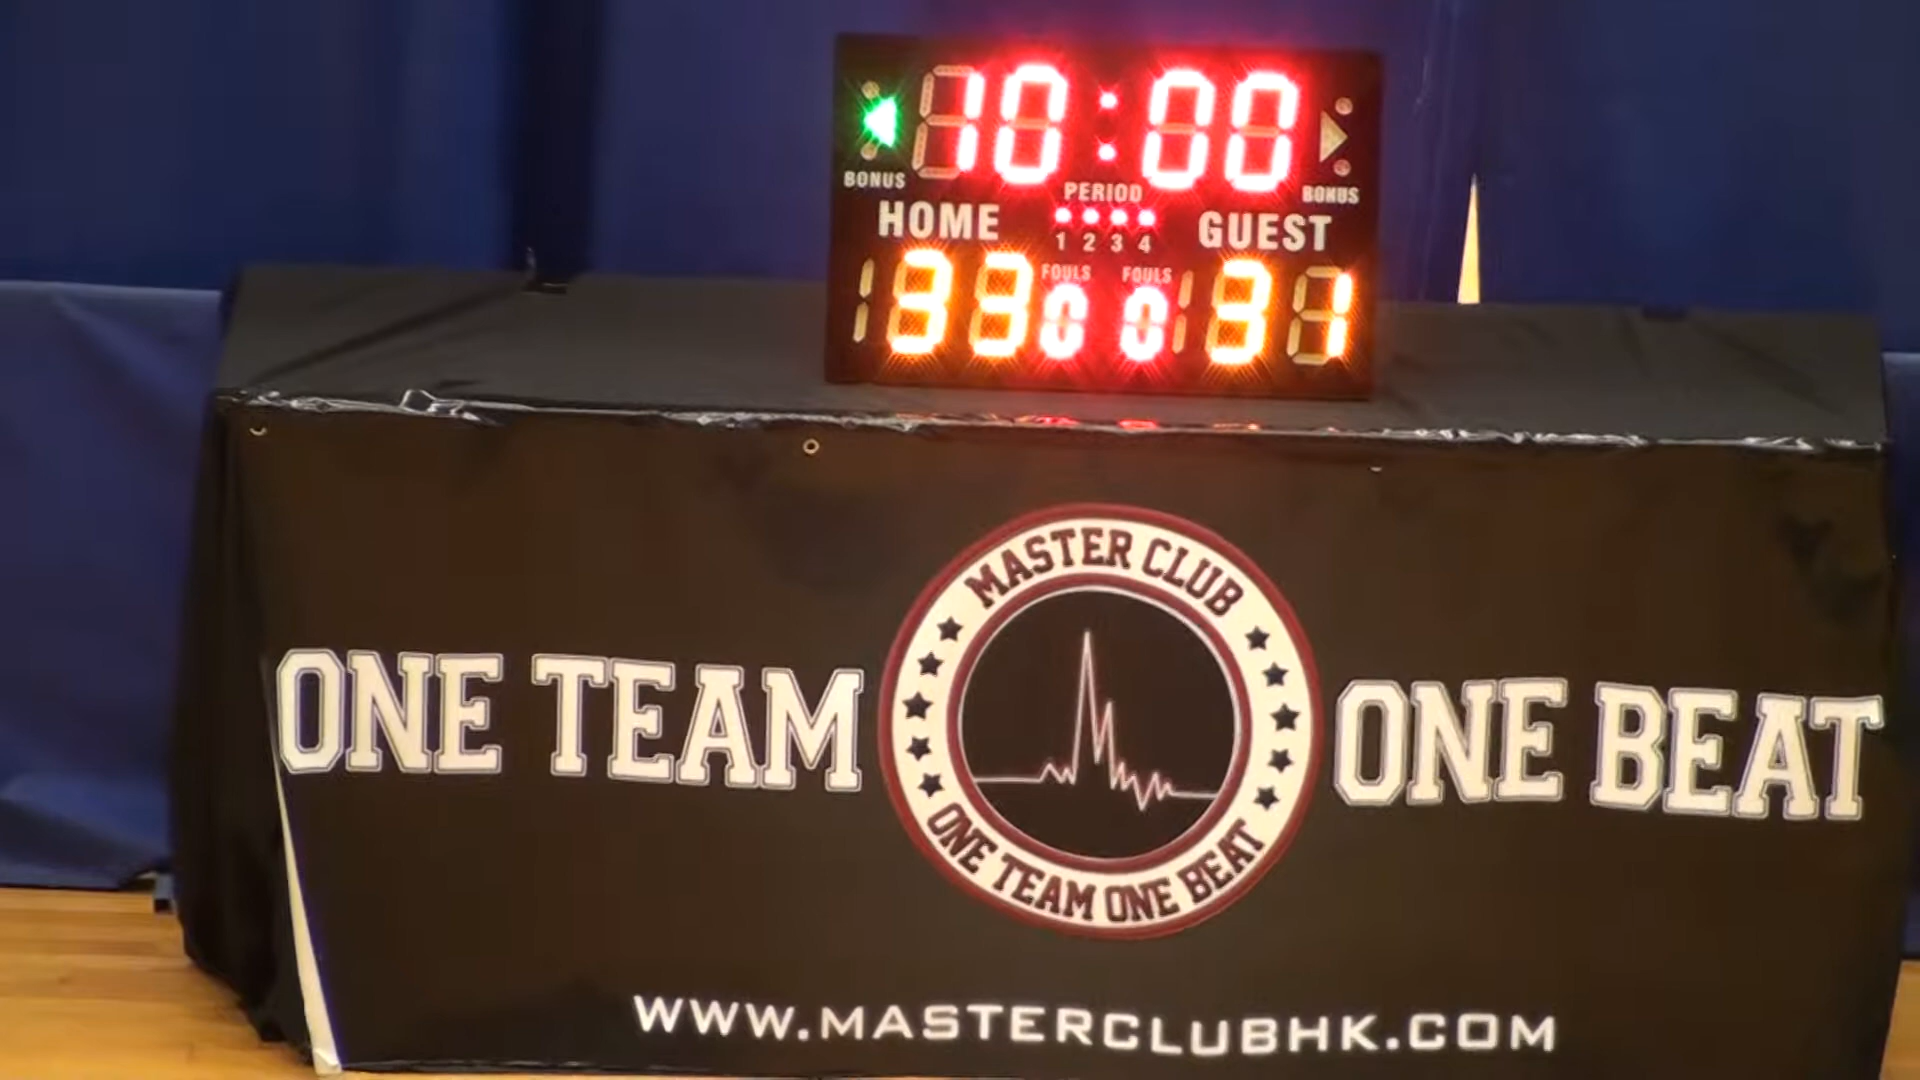 10:00
BONUS PERIOD BONUS
HOME 1 2 3 4 GUEST
FOULS FOULS
33 0 0 31
MASTER CLUB
ONE TEAM ONE BEAT
ONE TEAM ONE BEAT
WWW.MASTERCLUBHK.COM